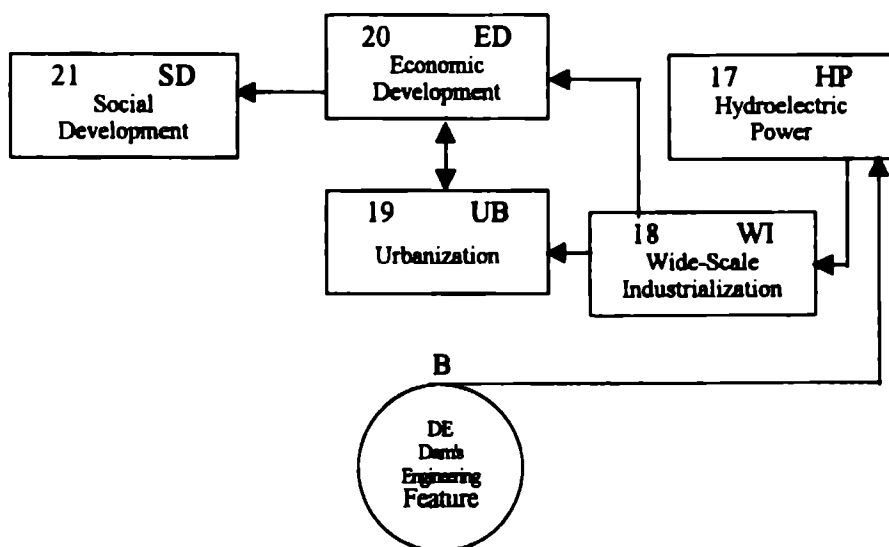 20 ED
Economic
Development
21 SD
Social
Development
17 HP
Hydroelectric
Power
19 UB
Urbanization
18 WI
Wide-Scale
Industrialization
B
DE
Dam's
Engineering
Feature